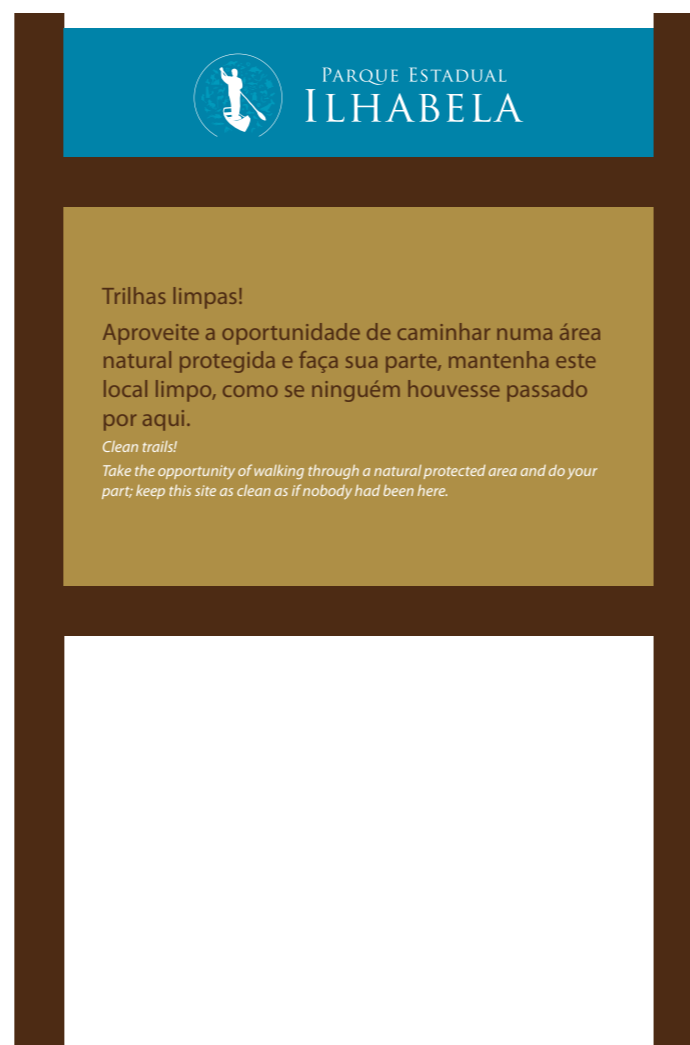 Parque Estadual
Ilhabela
Trilhas limpas!
Aproveite a oportunidade de caminhar numa área
natural protegida e faça sua parte, mantenha este
local limpo, como se ninguém houvesse passado
por aqui.
Clean trails!
Take the opportunity of walking through a natural protected area and do your
part; keep this site as clean as if nobody had been here.